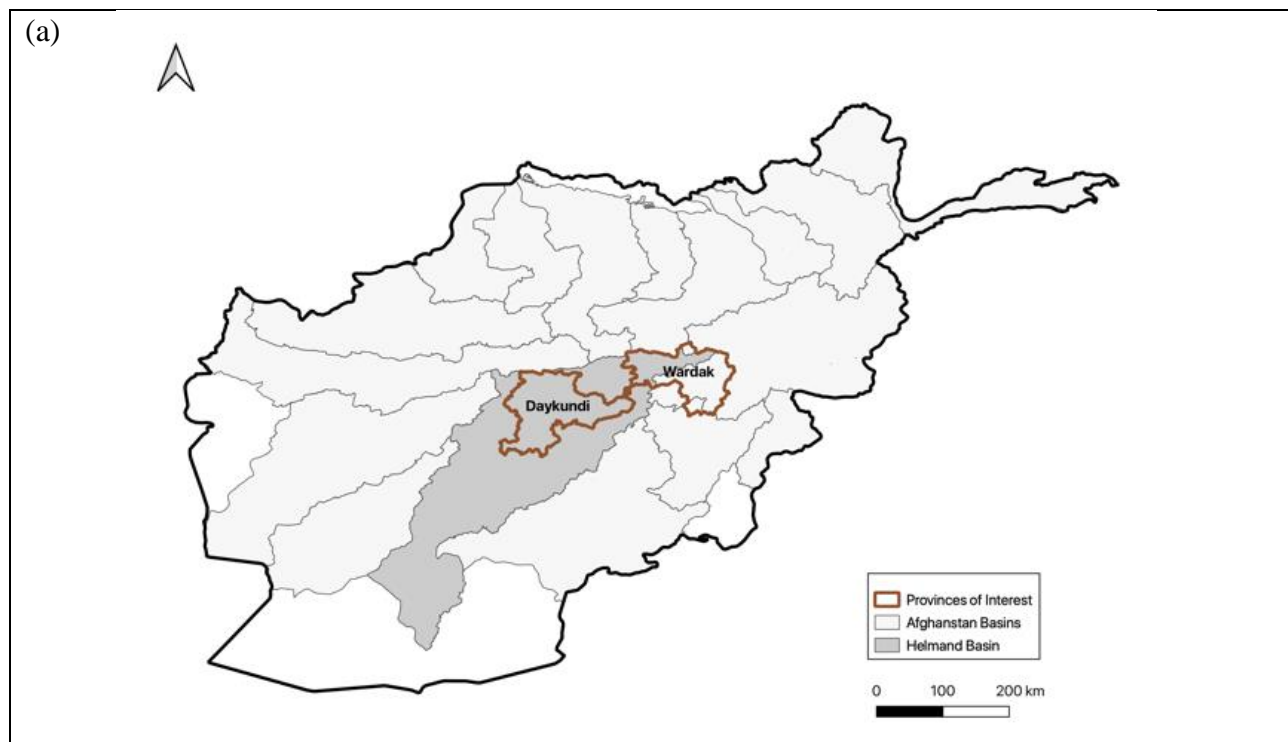 (a)
Wardak
Daykundi
Provinces of Interest
Afghanstan Basins
Helmand Basin
0 100 200 km